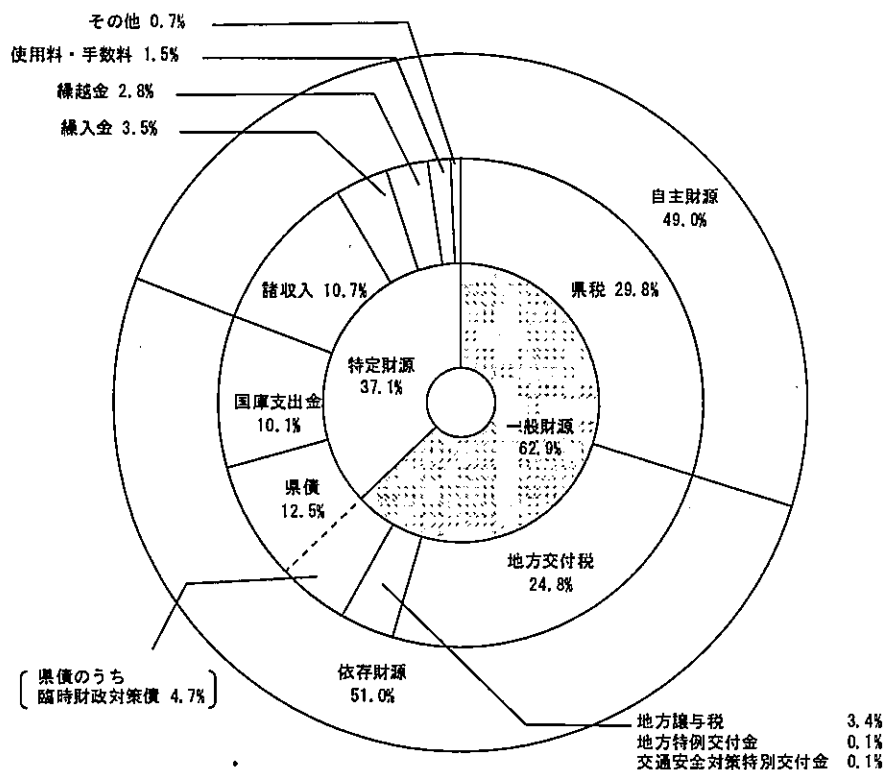 その他 0.7%
使用料・手数料 1.5%
繰越金 2.8%
繰入金 3.5%
自主財源
49.0%
諸収入 10.7%
県税 29.8%
特定財源
37.1%
国庫支出金
10.1%
一般財源
62.9%
県債
12.5%
地方交付税
24.8%
依存財源
51.0%
県債のうち
臨時財政対策債 4.7%
地方譲与税 3.4%
地方特例交付金 0.1%
交通安全対策特別交付金 0.1%